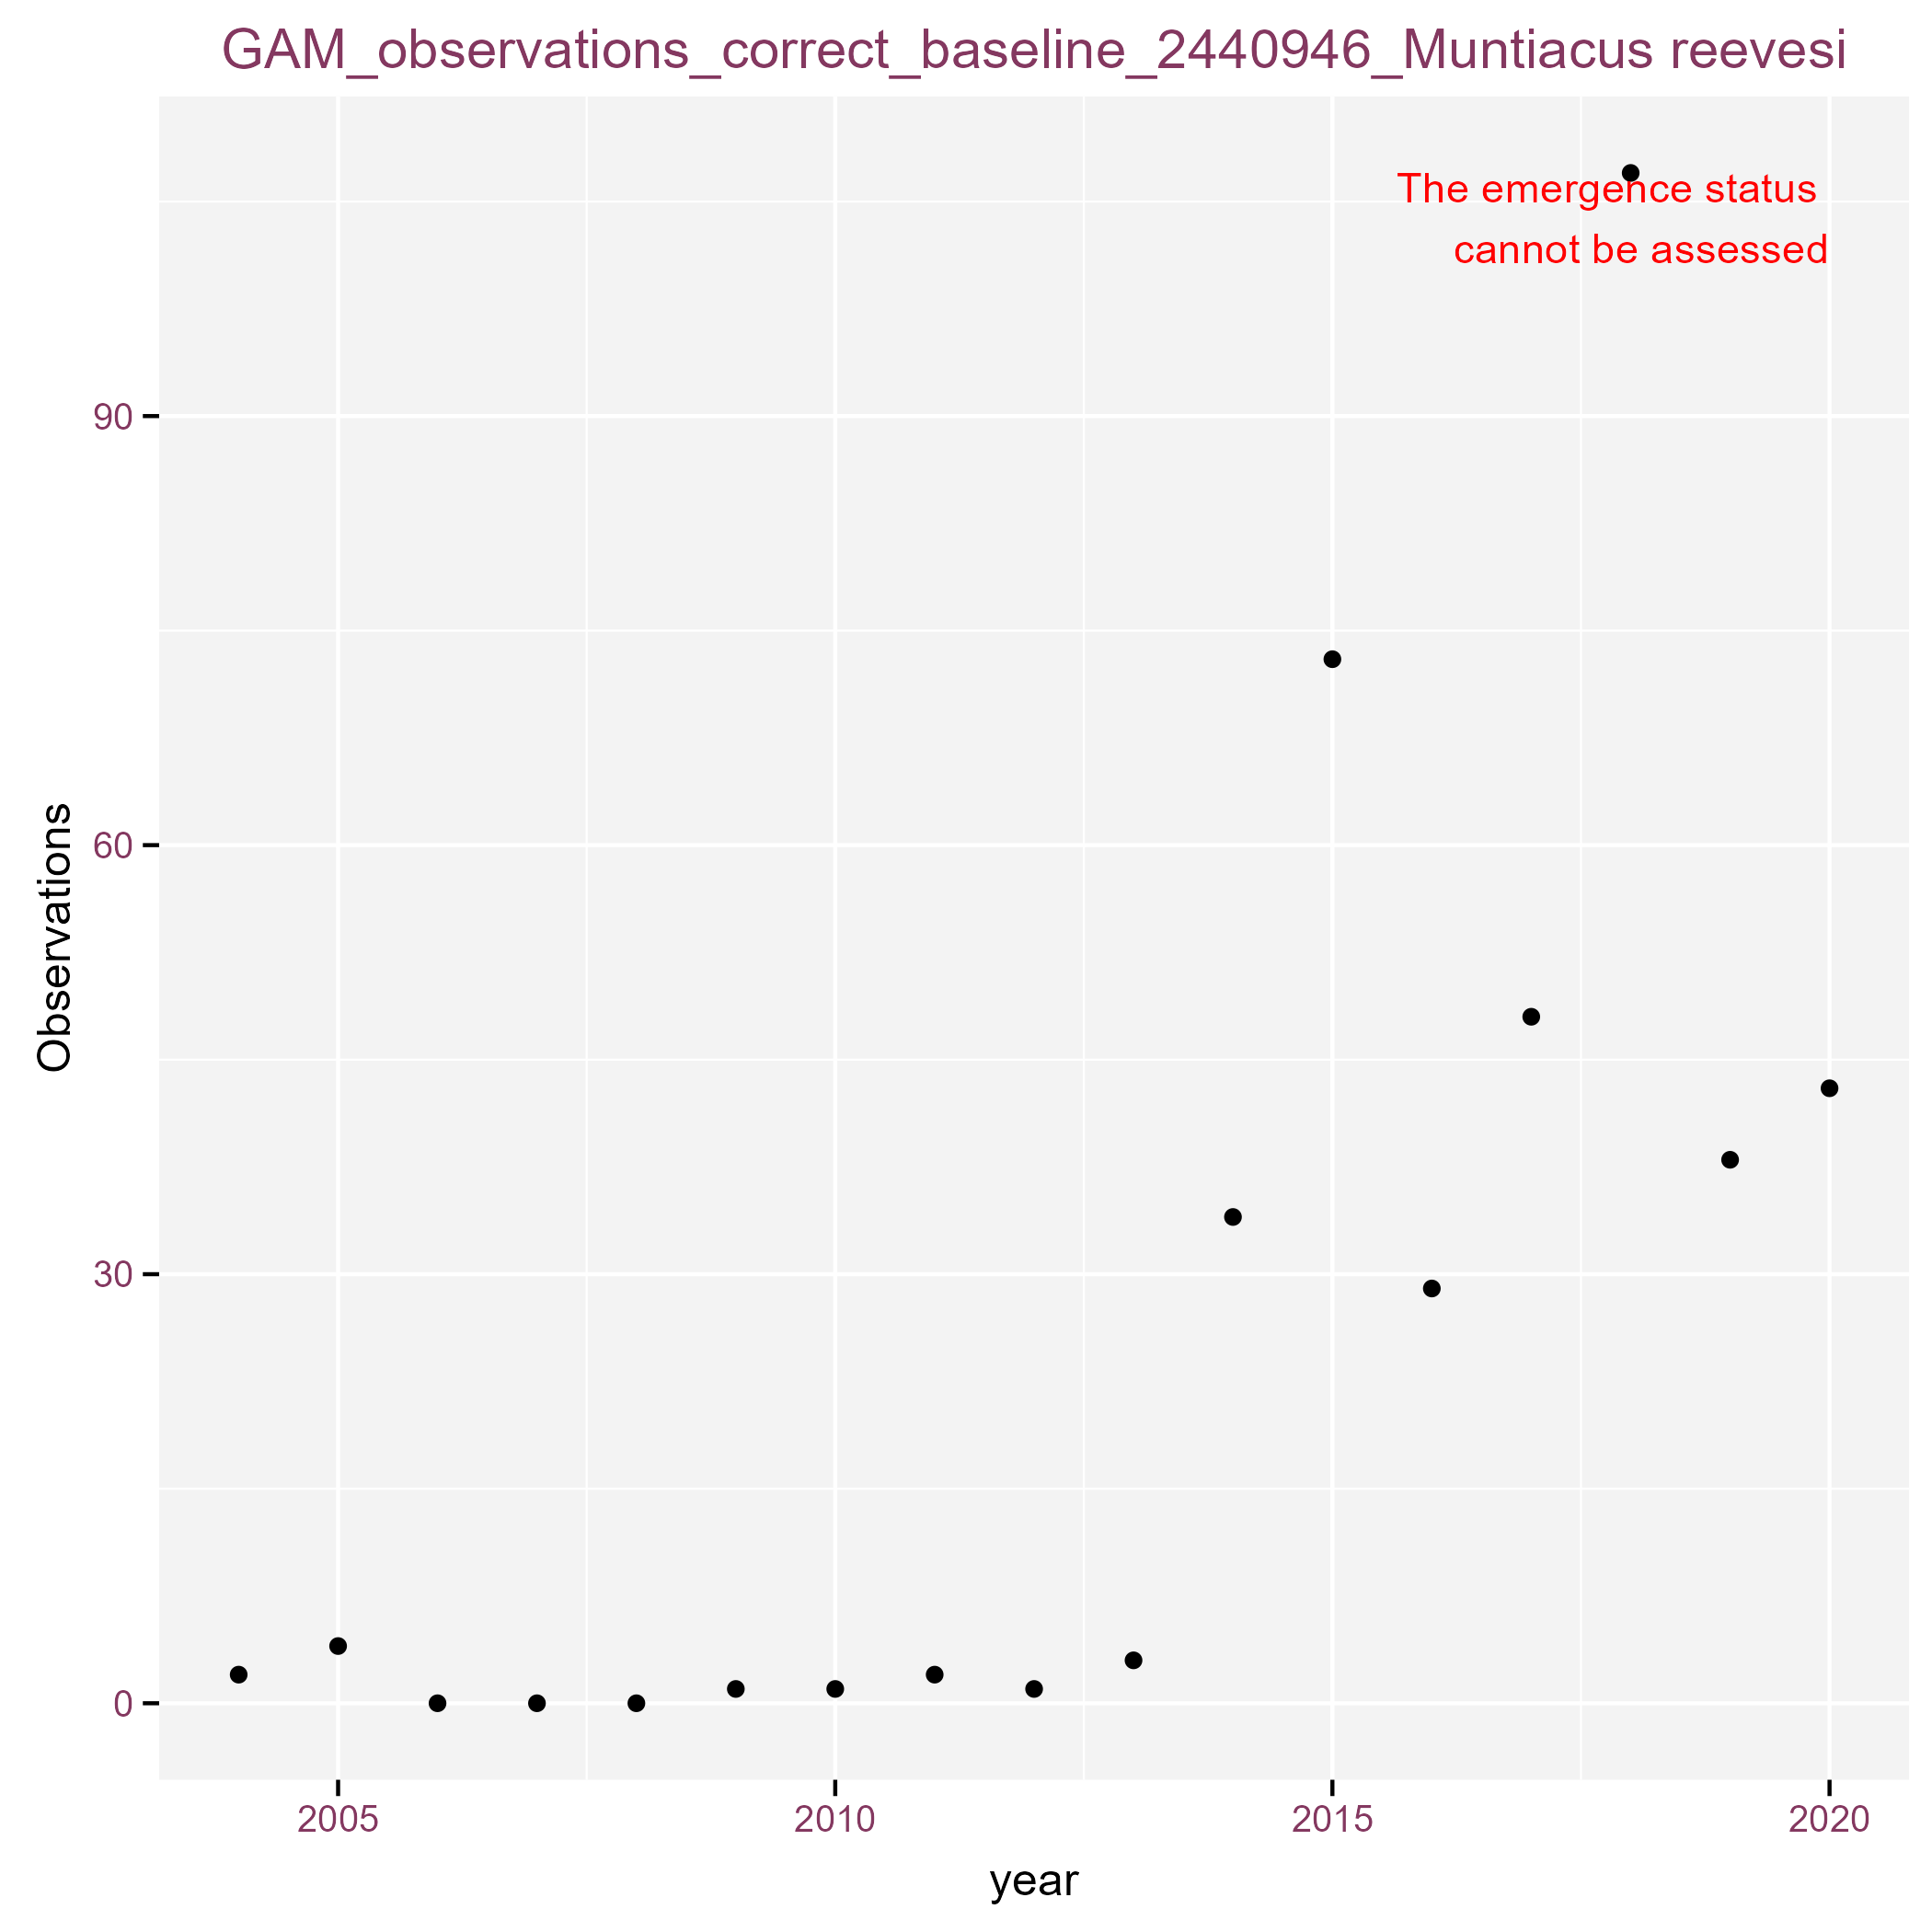 GAM_observations_correct_baseline_2440946_Muntiacus reevesi
The emergence status
cannot be assessed
90
60
30
0
Observations
2005 2010 2015 2020
year